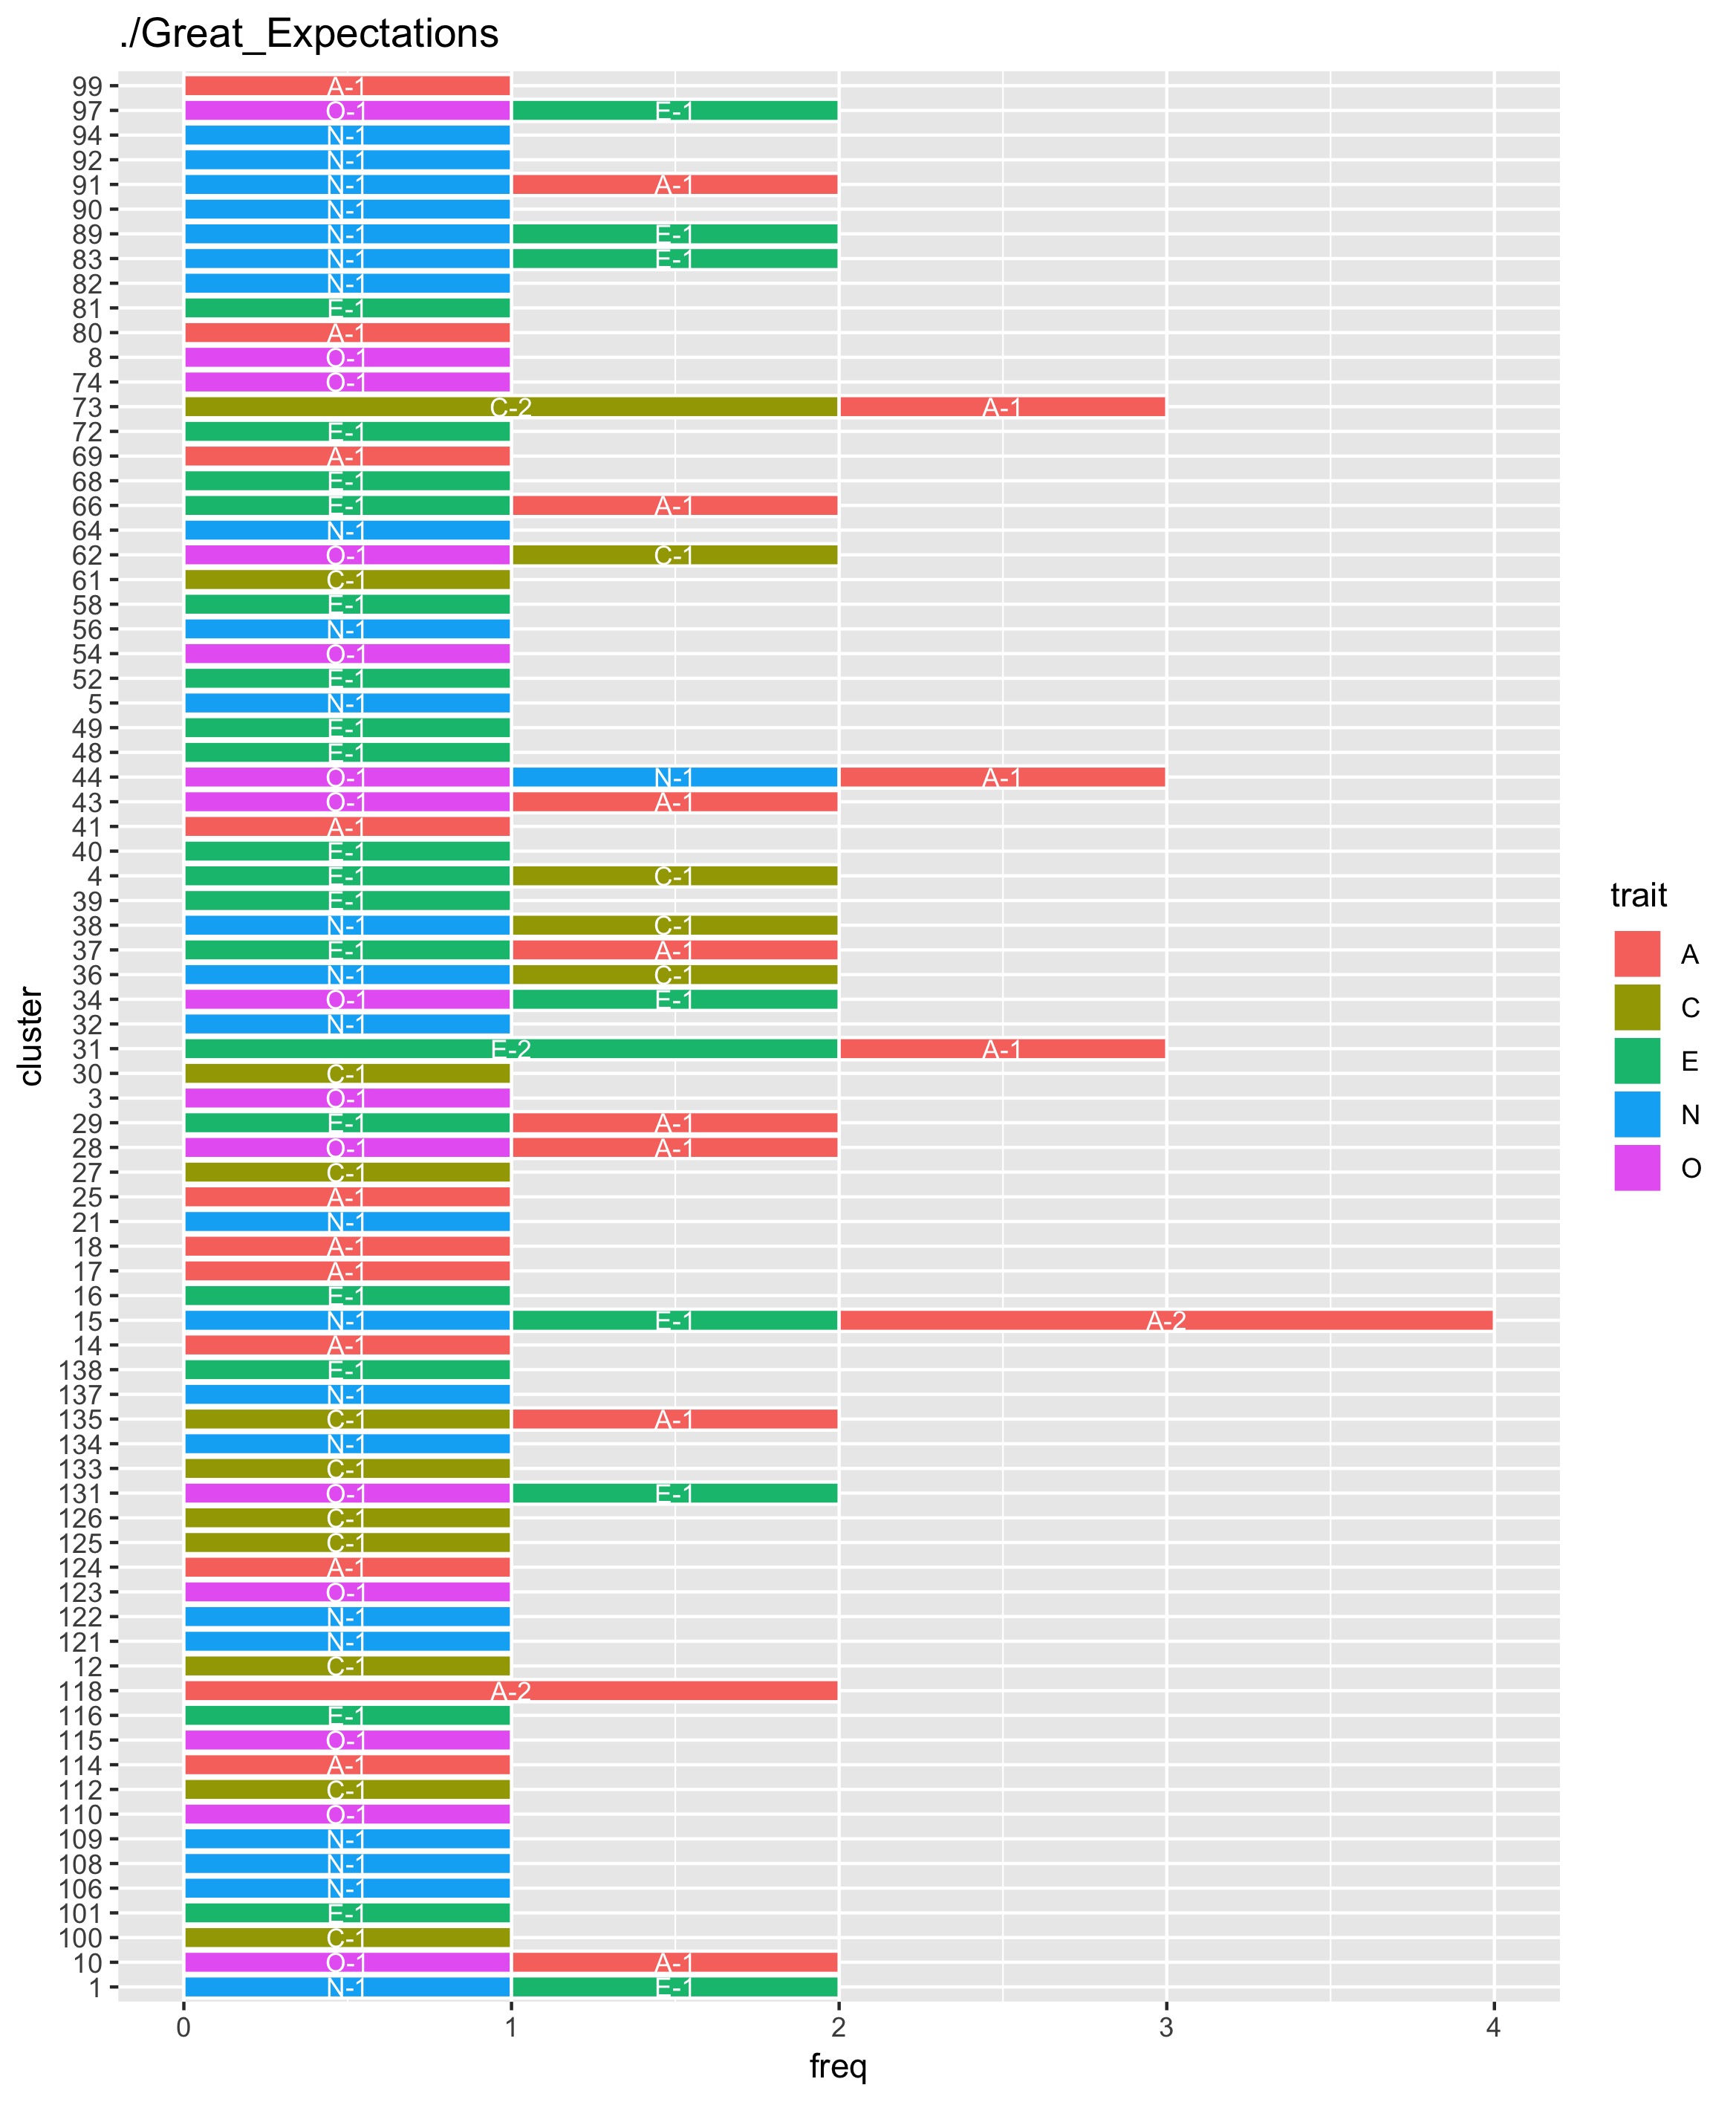 ./Great_Expectations
99 A-1
97 O-1 E-1
94 N-1
92 N-1
91 N-1 A-1
90 N-1
89 N-1 E-1
83 N-1 E-1
82 N-1
81 E-1
80 A-1
8 O-1
74 O-1
73 C-2 A-1
72 E-1
69 A-1
68 E-1
66 E-1 A-1
64 N-1
62 O-1 C-1
61 C-1
58 E-1
56 N-1
54 O-1
52 E-1
5 N-1
49 E-1
48 E-1
44 O-1 N-1 A-1
43 O-1 A-1
41 A-1
40 E-1
4 E-1 C-1
39 E-1
38 N-1 C-1
37 E-1 A-1
36 N-1 C-1
34 O-1 E-1
32 N-1
31 E-2 A-1
30 C-1
3 O-1
29 E-1 A-1
28 O-1 A-1
27 C-1
25 A-1
21 N-1
18 A-1
17 A-1
16 E-1
15 N-1 E-1 A-2
14 A-1
138 E-1
137 N-1
135 C-1 A-1
134 N-1
133 C-1
131 O-1 E-1
126 C-1
125 C-1
124 A-1
123 O-1
122 N-1
121 N-1
12 C-1
118 A-2
116 E-1
115 O-1
114 A-1
112 C-1
110 O-1
109 N-1
108 N-1
106 N-1
101 E-1
100 C-1
10 O-1 A-1
1 N-1 E-1
0 1 2 3 4
freq
cluster
trait
A
C
E
N
O